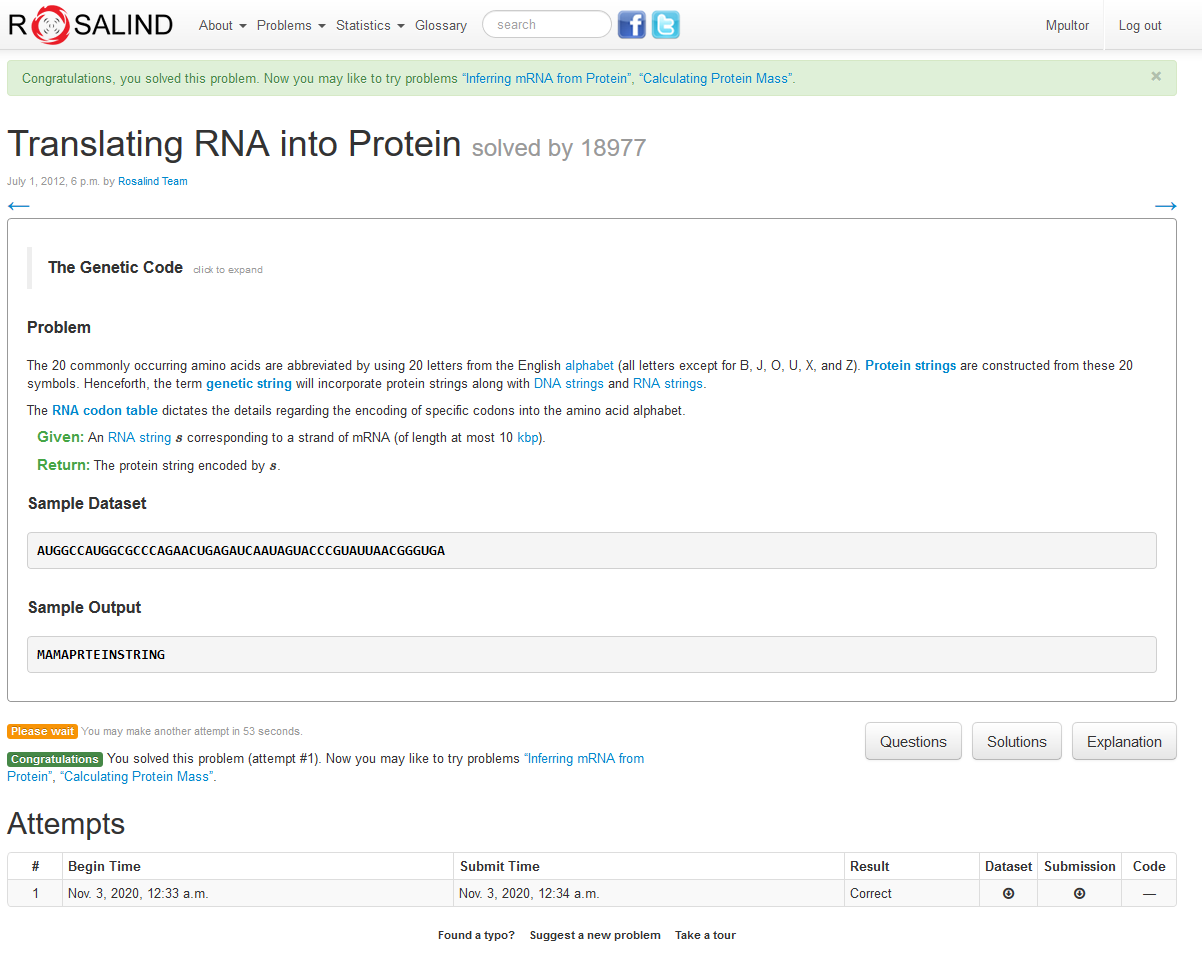 ROSALIND About Problems Statistics Glossary search Mpultor Log out
Congratulations, you solved this problem. Now you may like to try problems “Inferring mRNA from Protein”, “Calculating Protein Mass”. ×
Translating RNA into Protein solved by 18977
July 1, 2012, 6 p.m. by Rosalind Team
← →
The Genetic Code click to expand
Problem
The 20 commonly occurring amino acids are abbreviated by using 20 letters from the English alphabet (all letters except for B, J, O, U, X, and Z). Protein strings are constructed from these 20
symbols. Henceforth, the term genetic string will incorporate protein strings along with DNA strings and RNA strings.
The RNA codon table dictates the details regarding the encoding of specific codons into the amino acid alphabet.
Given: An RNA string s corresponding to a strand of mRNA (of length at most 10 kbp).
Return: The protein string encoded by s.
Sample Dataset
AUGGCCAUGGCGCCCAGAACUGAGAUCAAUAGUACCCGUAUUAACGGGUGA
Sample Output
MAMAPRTEINSTRING
Please wait You may make another attempt in 53 seconds.
Questions Solutions Explanation
Congratulations You solved this problem (attempt #1). Now you may like to try problems “Inferring mRNA from
Protein”, “Calculating Protein Mass”.
Attempts
# Begin Time Submit Time Result Dataset Submission Code
1 Nov. 3, 2020, 12:33 a.m. Nov. 3, 2020, 12:34 a.m. Correct —
Found a typo? Suggest a new problem Take a tour